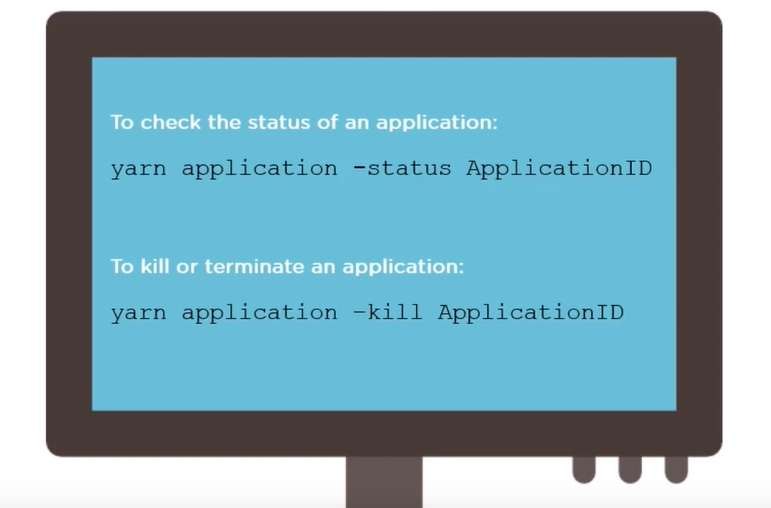 To check the status of an application:
yarn application -status ApplicationID
To kill or terminate an application:
yarn application –kill ApplicationID